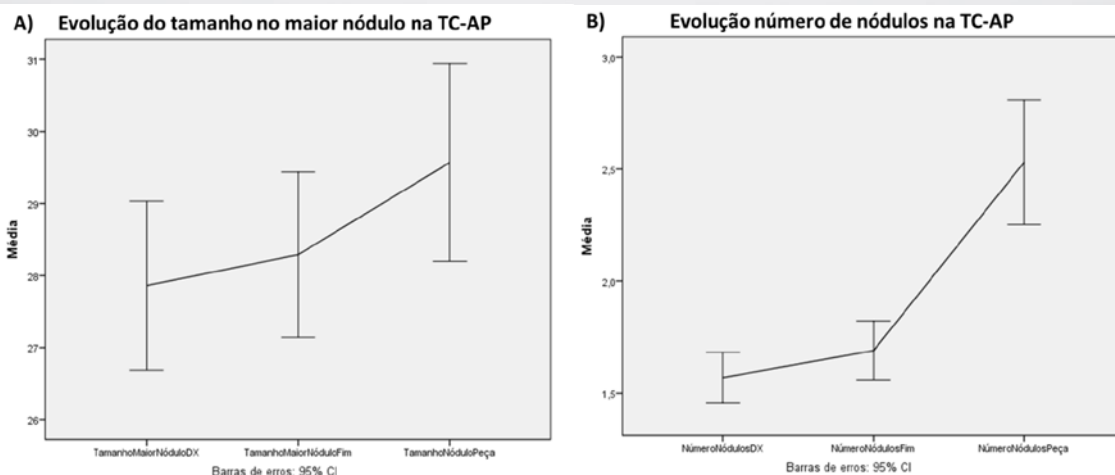 A) Evolução do tamanho no maior nódulo na TC-AP
31
30
29
28
27
26
Média
TamanhoMaiorNóduloDX
TamanhoMaiorNóduloFim
TamanhoNóduloPeça
Barras de erros: 95% CI
B) Evolução número de nódulos na TC-AP
3,0
2,5
2,0
1,5
Média
NúmeroNódulosDX
NúmeroNódulosFim
NúmeroNódulosPeça
Barras de erros: 95% CI